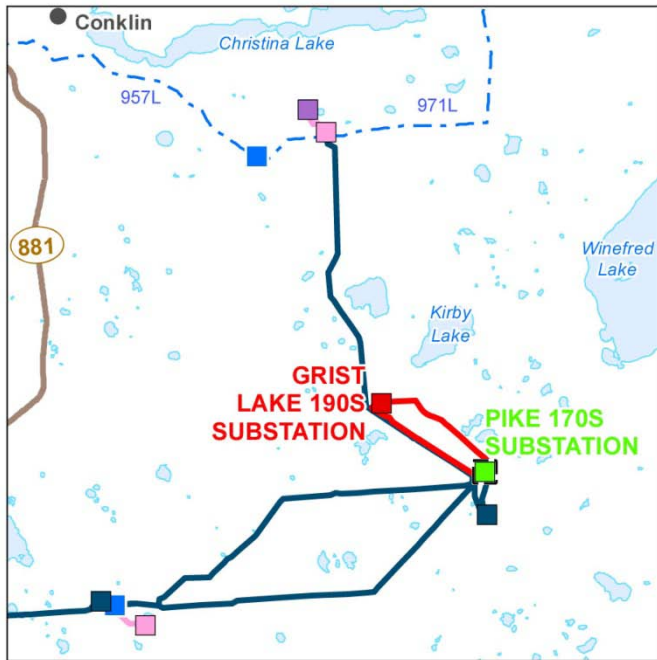 Conklin
Christina Lake
957L
971L
881
Winefred
Lake
Kirby
Lake
GRIST
LAKE 190S
SUBSTATION
PIKE 170S
SUBSTATION